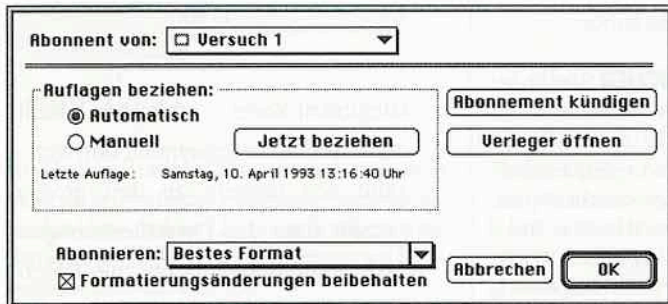 Abonnent von: Versuch 1
Auflagen beziehen:
Automatisch
Manuell
Jetzt beziehen
Letzte Auflage: Samstag, 10. April 1993 13:16:40 Uhr
Abonnement kündigen
Verleger öffnen
Abonnieren: Bestes Format
Formatierungsänderungen beibehalten
Abbrechen
OK